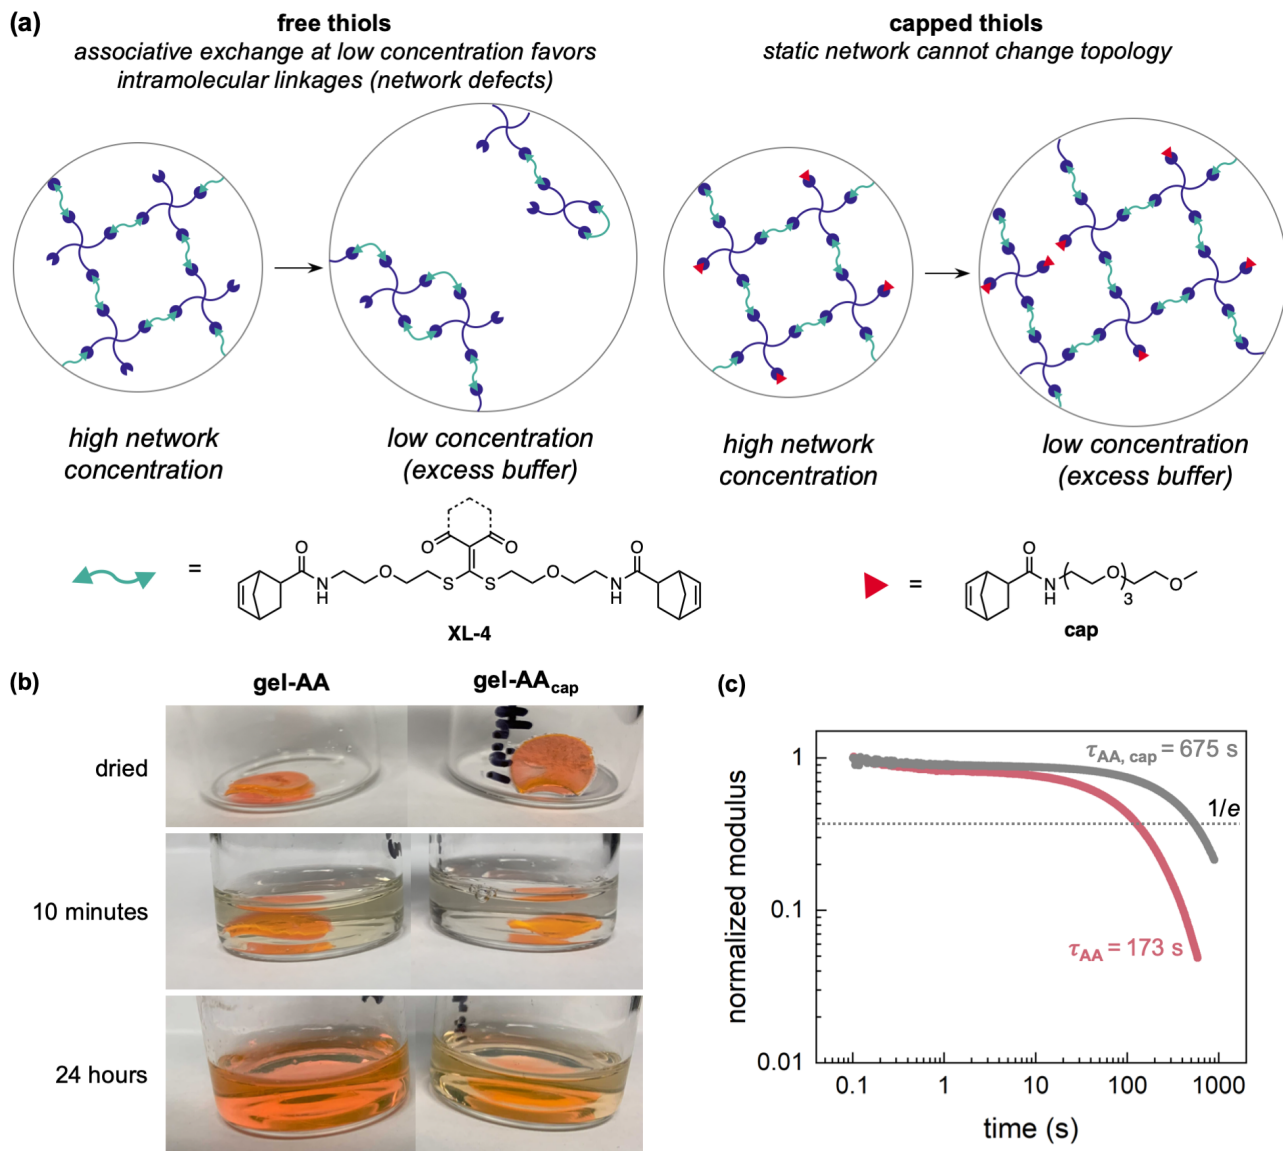 (a)
free thiols
associative exchange at low concentration favors
intramolecular linkages (network defects)
capped thiols
static network cannot change topology
high network
concentration
low concentration
(excess buffer)
high network
concentration
low concentration
(excess buffer)
=
O
O
O
O
N
H
O
S
S
O
N
H
XL-4
=
O
N
H
O
3
O
cap
(b)
gel-AA
gel-AAcap
dried
10 minutes
24 hours
(c)
normalized modulus
1
0.1
0.01
τAA, cap = 675 s
1/e
τAA = 173 s
0.1
1
10
100
1000
time (s)